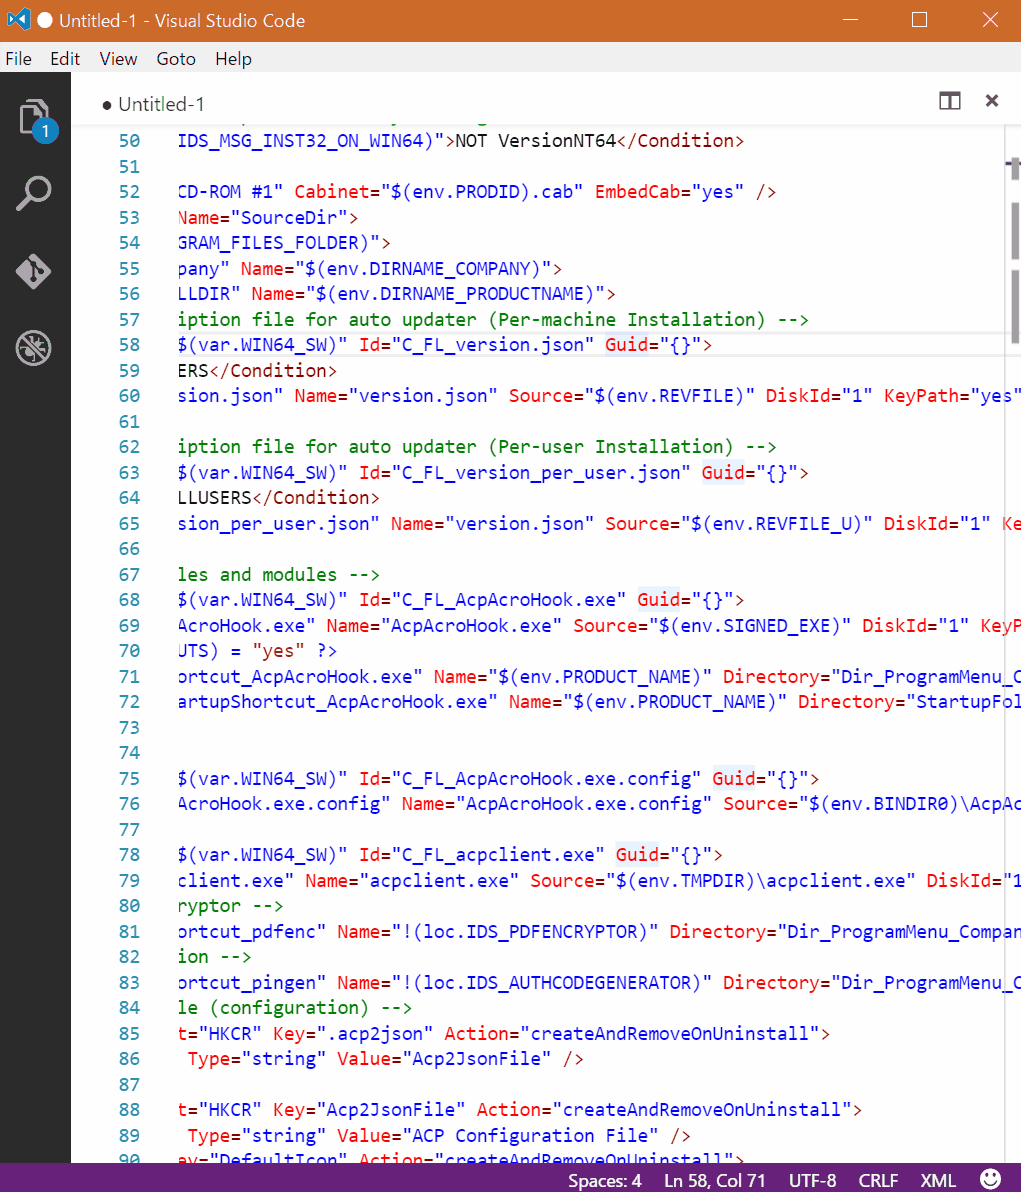 Untitled-1 - Visual Studio Code
File Edit View Goto Help
1
● Untitled-1
50 IDS_MSG_INST32_ON_WIN64)">NOT VersionNT64</Condition>
51
52 CD-ROM #1" Cabinet="$(env.PRODID).cab" EmbedCab="yes" />
53 Name="SourceDir">
54 GRAM_FILES_FOLDER)">
55 pany" Name="$(env.DIRNAME_COMPANY)">
56 LLDIR" Name="$(env.DIRNAME_PRODUCTNAME)">
57 iption file for auto updater (Per-machine Installation) -->
58 $(var.WIN64_SW)" Id="C_FL_version.json" Guid="{}">
59 ERS</Condition>
60 sion.json" Name="version.json" Source="$(env.REVFILE)" DiskId="1" KeyPath="yes"
61
62 iption file for auto updater (Per-user Installation) -->
63 $(var.WIN64_SW)" Id="C_FL_version_per_user.json" Guid="{}">
64 LLUSERS</Condition>
65 sion_per_user.json" Name="version.json" Source="$(env.REVFILE_U)" DiskId="1" Ke
66
67 les and modules -->
68 $(var.WIN64_SW)" Id="C_FL_AcpAcroHook.exe" Guid="{}">
69 AcroHook.exe" Name="AcpAcroHook.exe" Source="$(env.SIGNED_EXE)" DiskId="1" KeyP
70 UTS) = "yes" ?>
71 ortcut_AcpAcroHook.exe" Name="$(env.PRODUCT_NAME)" Directory="Dir_ProgramMenu_C
72 artupShortcut_AcpAcroHook.exe" Name="$(env.PRODUCT_NAME)" Directory="StartupFol
73
74
75 $(var.WIN64_SW)" Id="C_FL_AcpAcroHook.exe.config" Guid="{}">
76 AcroHook.exe.config" Name="AcpAcroHook.exe.config" Source="$(env.BINDIR0)\AcpAc
77
78 $(var.WIN64_SW)" Id="C_FL_acpclient.exe" Guid="{}">
79 client.exe" Name="acpclient.exe" Source="$(env.TMPDIR)\acpclient.exe" DiskId="1
80 ryptor -->
81 ortcut_pdfenc" Name="!(loc.IDS_PDFENCRYPTOR)" Directory="Dir_ProgramMenu_Compan
82 ion -->
83 ortcut_pingen" Name="!(loc.IDS_AUTHCODEGENERATOR)" Directory="Dir_ProgramMenu_C
84 le (configuration) -->
85 t="HKCR" Key=".acp2json" Action="createAndRemoveOnUninstall">
86 Type="string" Value="Acp2JsonFile" />
87
88 t="HKCR" Key="Acp2JsonFile" Action="createAndRemoveOnUninstall">
89 Type="string" Value="ACP Configuration File" />
90 ey="DefaultIcon" Action="createAndRemoveOnUninstall">
Spaces: 4 Ln 58, Col 71 UTF-8 CRLF XML